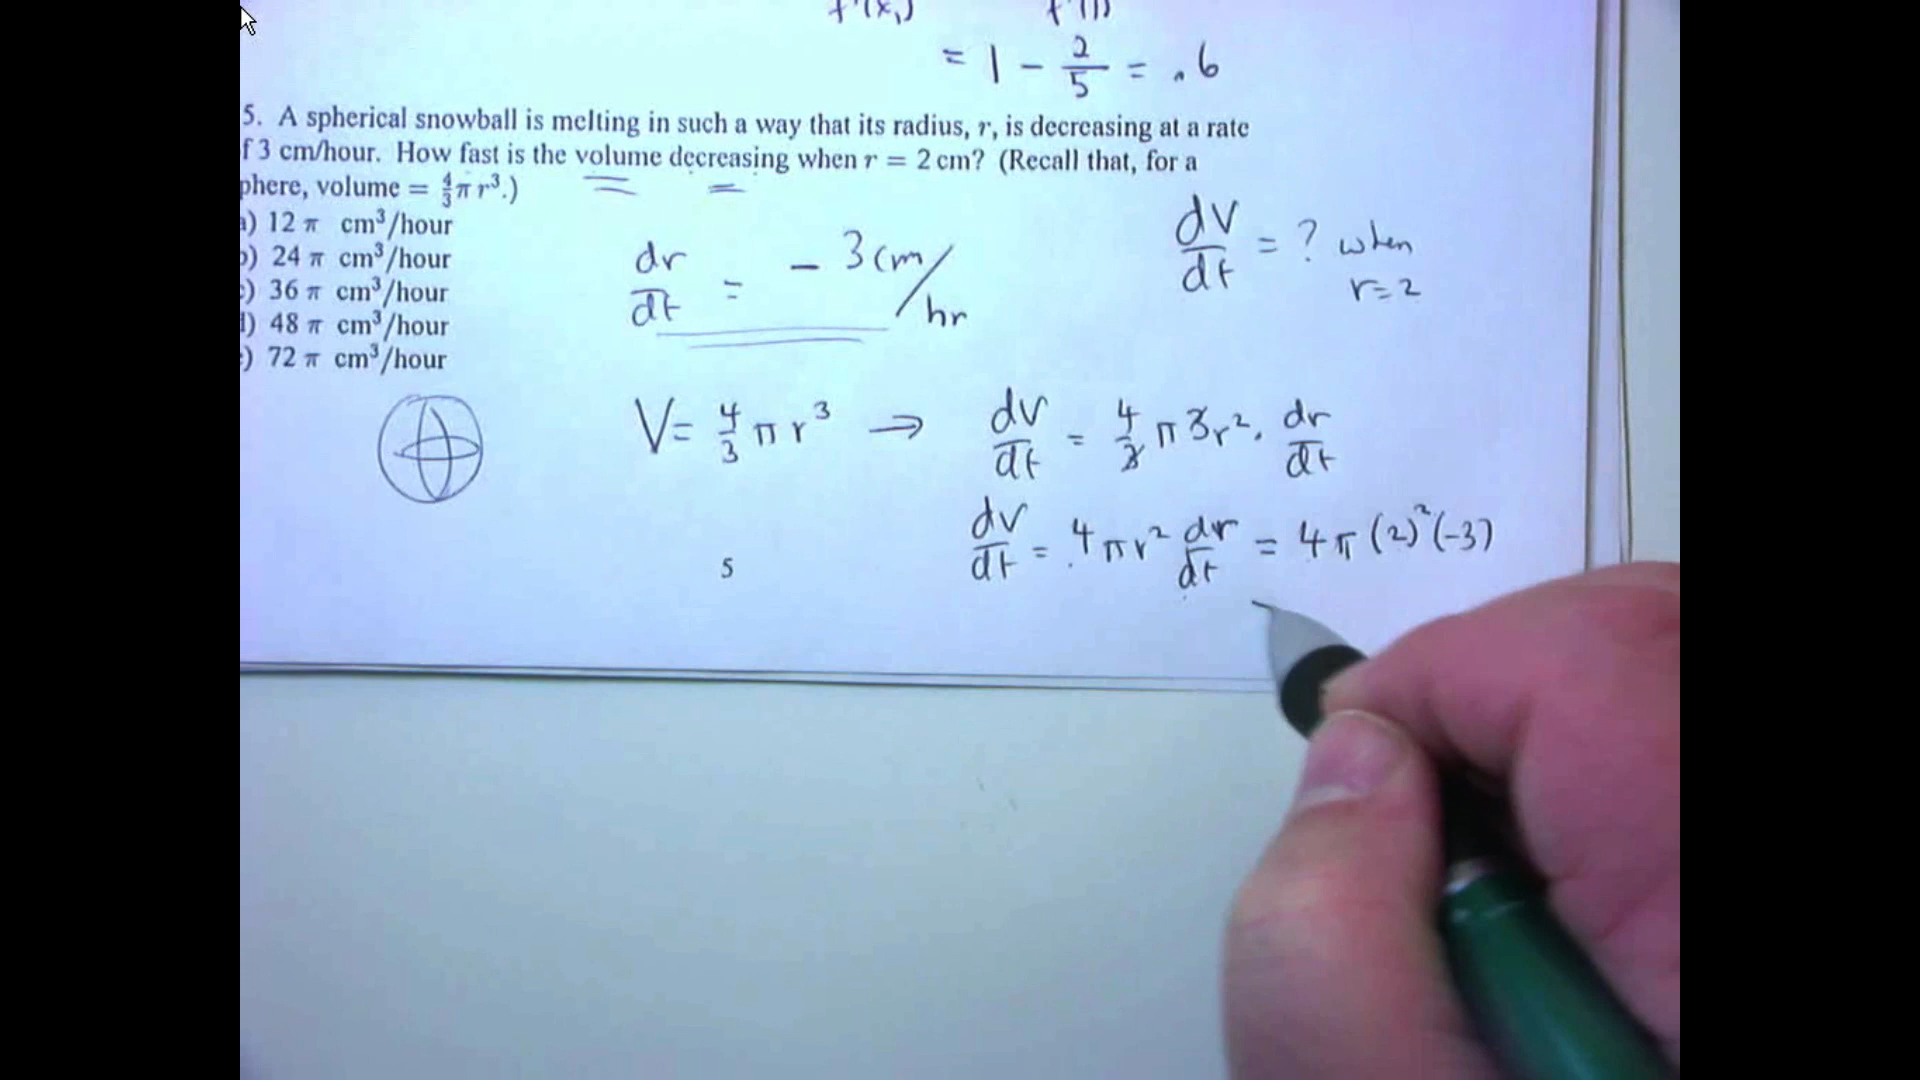 f'(x₁) f'(1)
= 1 - 2/5 = .6
5. A spherical snowball is melting in such a way that its radius, r, is decreasing at a rate
f 3 cm/hour. How fast is the volume decreasing when r = 2 cm? (Recall that, for a
phere, volume = 4/3 π r³.)
) 12 π cm³/hour
) 24 π cm³/hour
) 36 π cm³/hour
) 48 π cm³/hour
) 72 π cm³/hour
dr/dt = - 3 cm/hr
dV/dt = ? when
r = 2
V = 4/3 π r³ → dV/dt = 4/3 π 3r² · dr/dt
dV/dt = 4πr² dr/dt = 4π(2)²(-3)
5